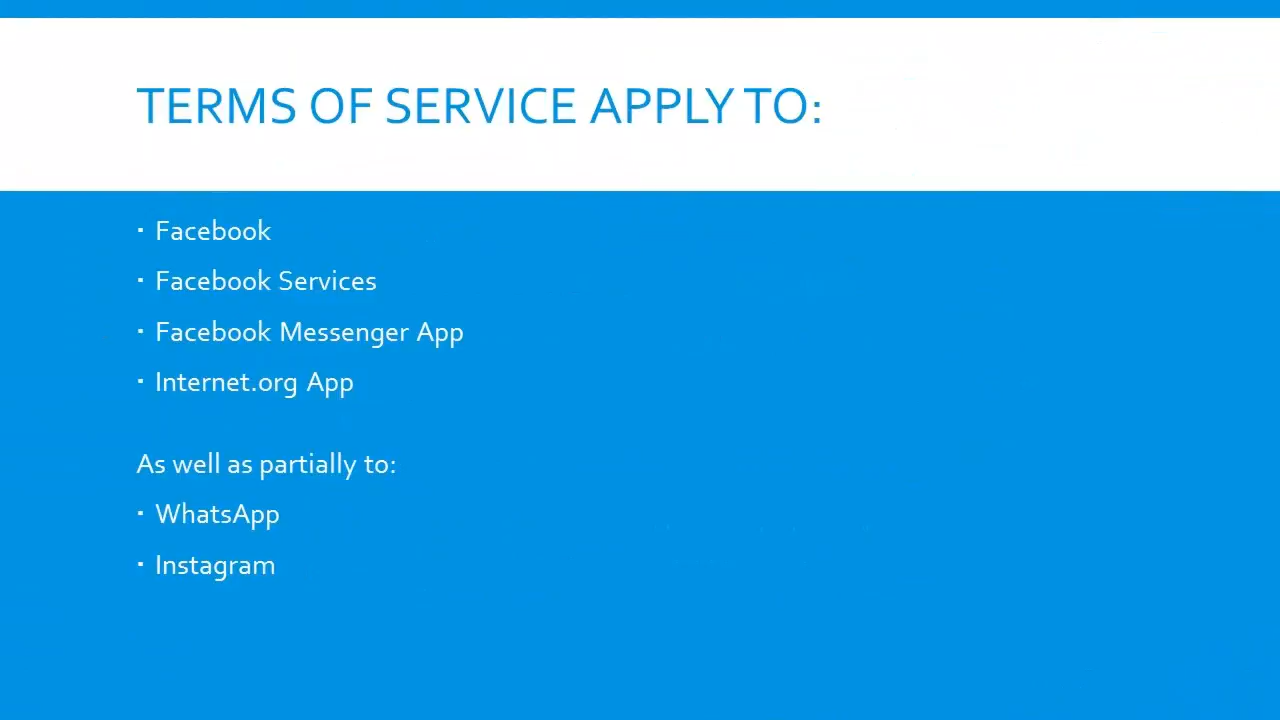 TERMS OF SERVICE APPLY TO:
▪ Facebook
▪ Facebook Services
▪ Facebook Messenger App
▪ Internet.org App
As well as partially to:
▪ WhatsApp
▪ Instagram